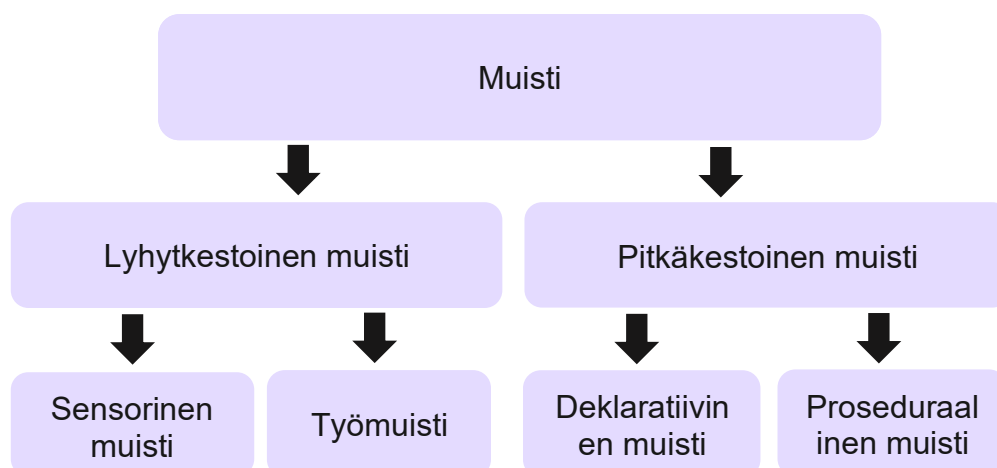 Muisti
Lyhytkestoinen muisti
Pitkäkestoinen muisti
Sensorinen
muisti
Työmuisti
Deklaratiivin
en muisti
Proseduraal
inen muisti